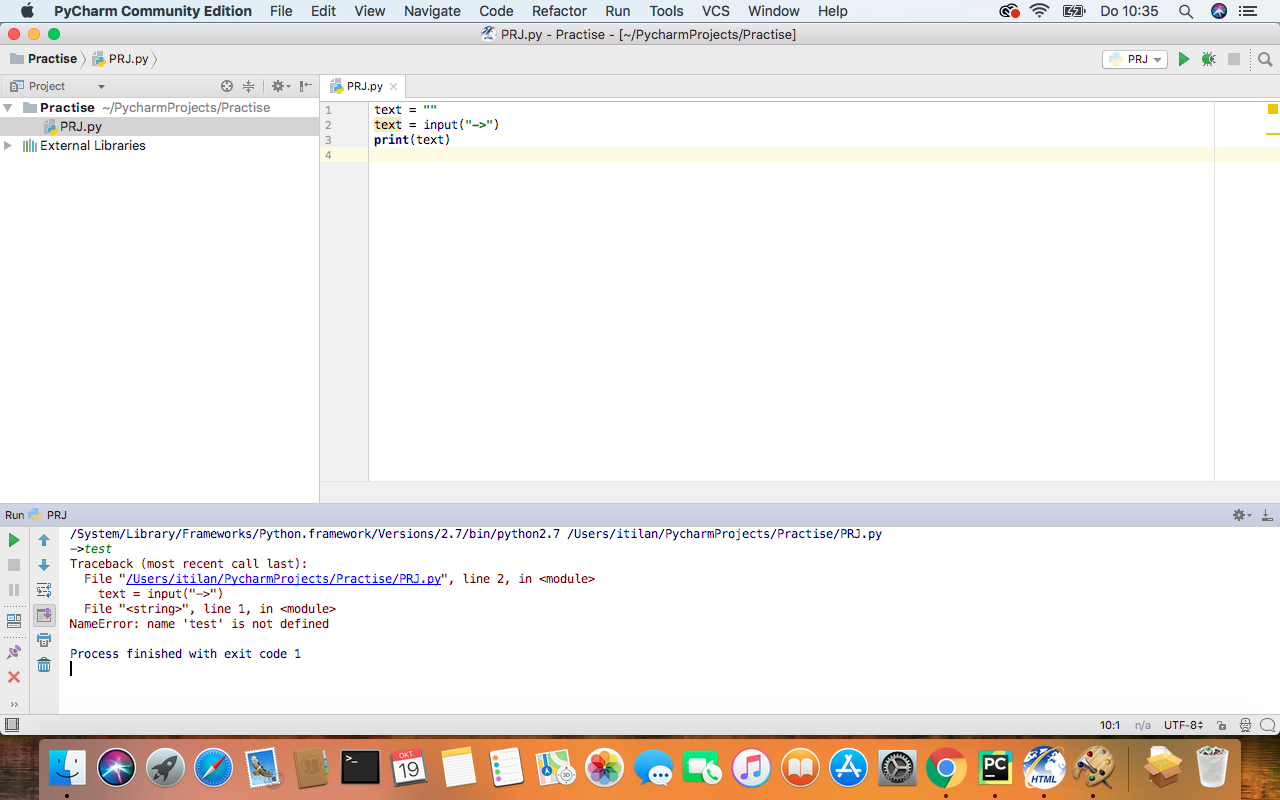 PyCharm Community Edition File Edit View Navigate Code Refactor Run Tools VCS Window Help Do 10:35
PRJ.py - Practise - [~/PycharmProjects/Practise]
Practise PRJ.py PRJ
Project PRJ.py
Practise ~/PycharmProjects/Practise
PRJ.py
External Libraries
1 text = ""
2 text = input("->")
3 print(text)
4
Run PRJ
/System/Library/Frameworks/Python.framework/Versions/2.7/bin/python2.7 /Users/itilan/PycharmProjects/Practise/PRJ.py
->test
Traceback (most recent call last):
File "/Users/itilan/PycharmProjects/Practise/PRJ.py", line 2, in <module>
text = input("->")
File "<string>", line 1, in <module>
NameError: name 'test' is not defined
Process finished with exit code 1
10:1 n/a UTF-8
>_ OKT. 19 3D PC HTML